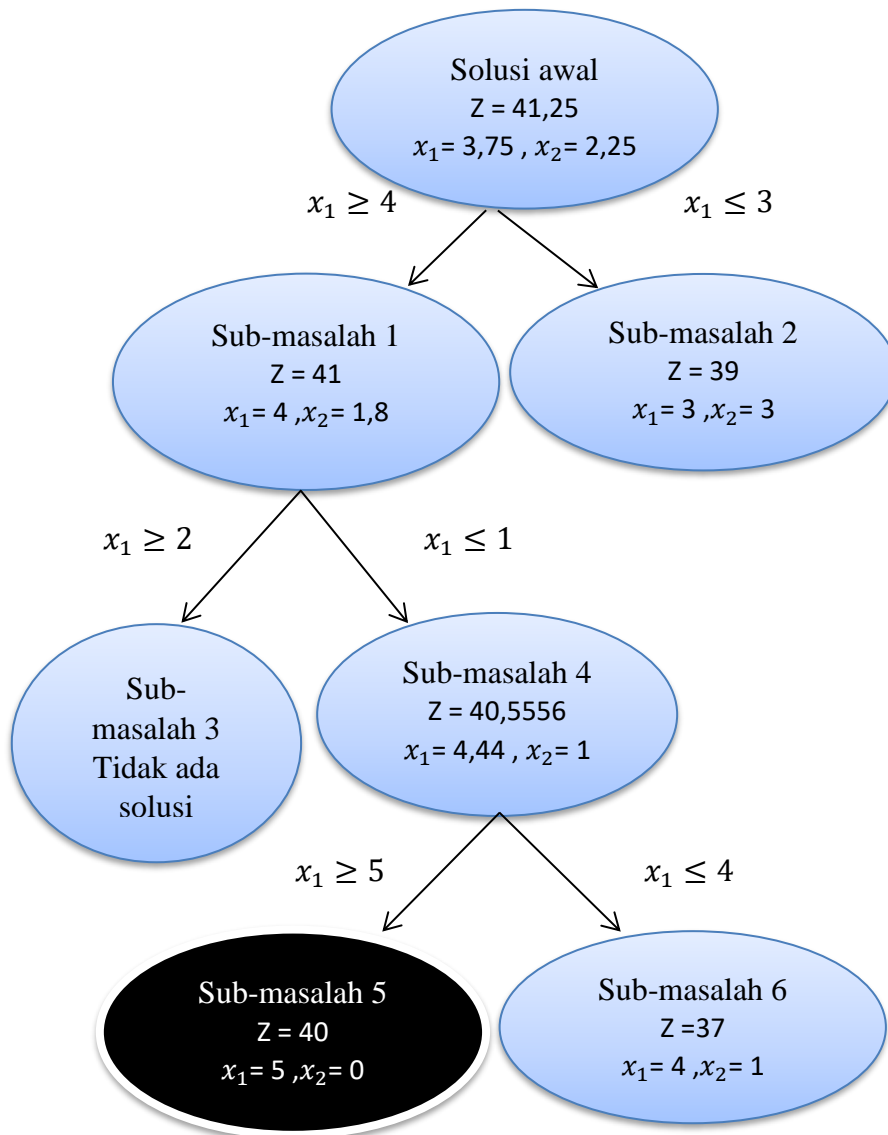 Solusi awal
Z = 41,25
x₁= 3,75 , x₂= 2,25
x₁ ≥ 4
x₁ ≤ 3
Sub-masalah 1
Z = 41
x₁= 4 ,x₂= 1,8
Sub-masalah 2
Z = 39
x₁= 3 ,x₂= 3
x₁ ≥ 2
x₁ ≤ 1
Sub-
masalah 3
Tidak ada
solusi
Sub-masalah 4
Z = 40,5556
x₁= 4,44 , x₂= 1
x₁ ≥ 5
x₁ ≤ 4
Sub-masalah 5
Z = 40
x₁= 5 ,x₂= 0
Sub-masalah 6
Z =37
x₁= 4 ,x₂= 1